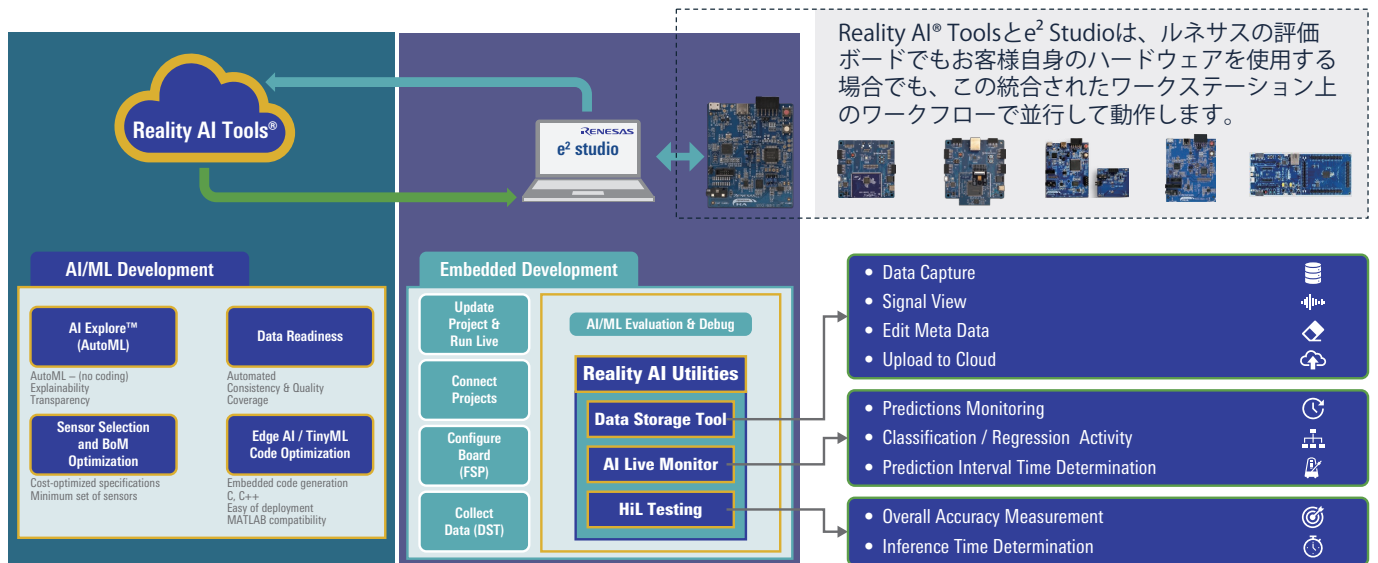 Reality AI® Toolsとe² Studioは、ルネサスの評価
ボードでもお客様自身のハードウェアを使用する
場合でも、この統合されたワークステーション上
のワークフローで並行して動作します。
Reality AI Tools®
RENESAS
e² studio
AI/ML Development
AI Explore™
(AutoML)
AutoML – (no coding)
Explainability
Transparency
Data Readiness
Automated
Consistency & Quality
Coverage
Sensor Selection
and BoM
Optimization
Cost-optimized specifications
Minimum set of sensors
Edge AI / TinyML
Code Optimization
Embedded code generation
C, C++
Easy of deployment
MATLAB compatibility
Embedded Development
Update
Project &
Run Live
Connect
Projects
Configure
Board
(FSP)
Collect
Data (DST)
AI/ML Evaluation & Debug
Reality AI Utilities
Data Storage Tool
AI Live Monitor
HiL Testing
• Data Capture
• Signal View
• Edit Meta Data
• Upload to Cloud
• Predictions Monitoring
• Classification / Regression Activity
• Prediction Interval Time Determination
• Overall Accuracy Measurement
• Inference Time Determination